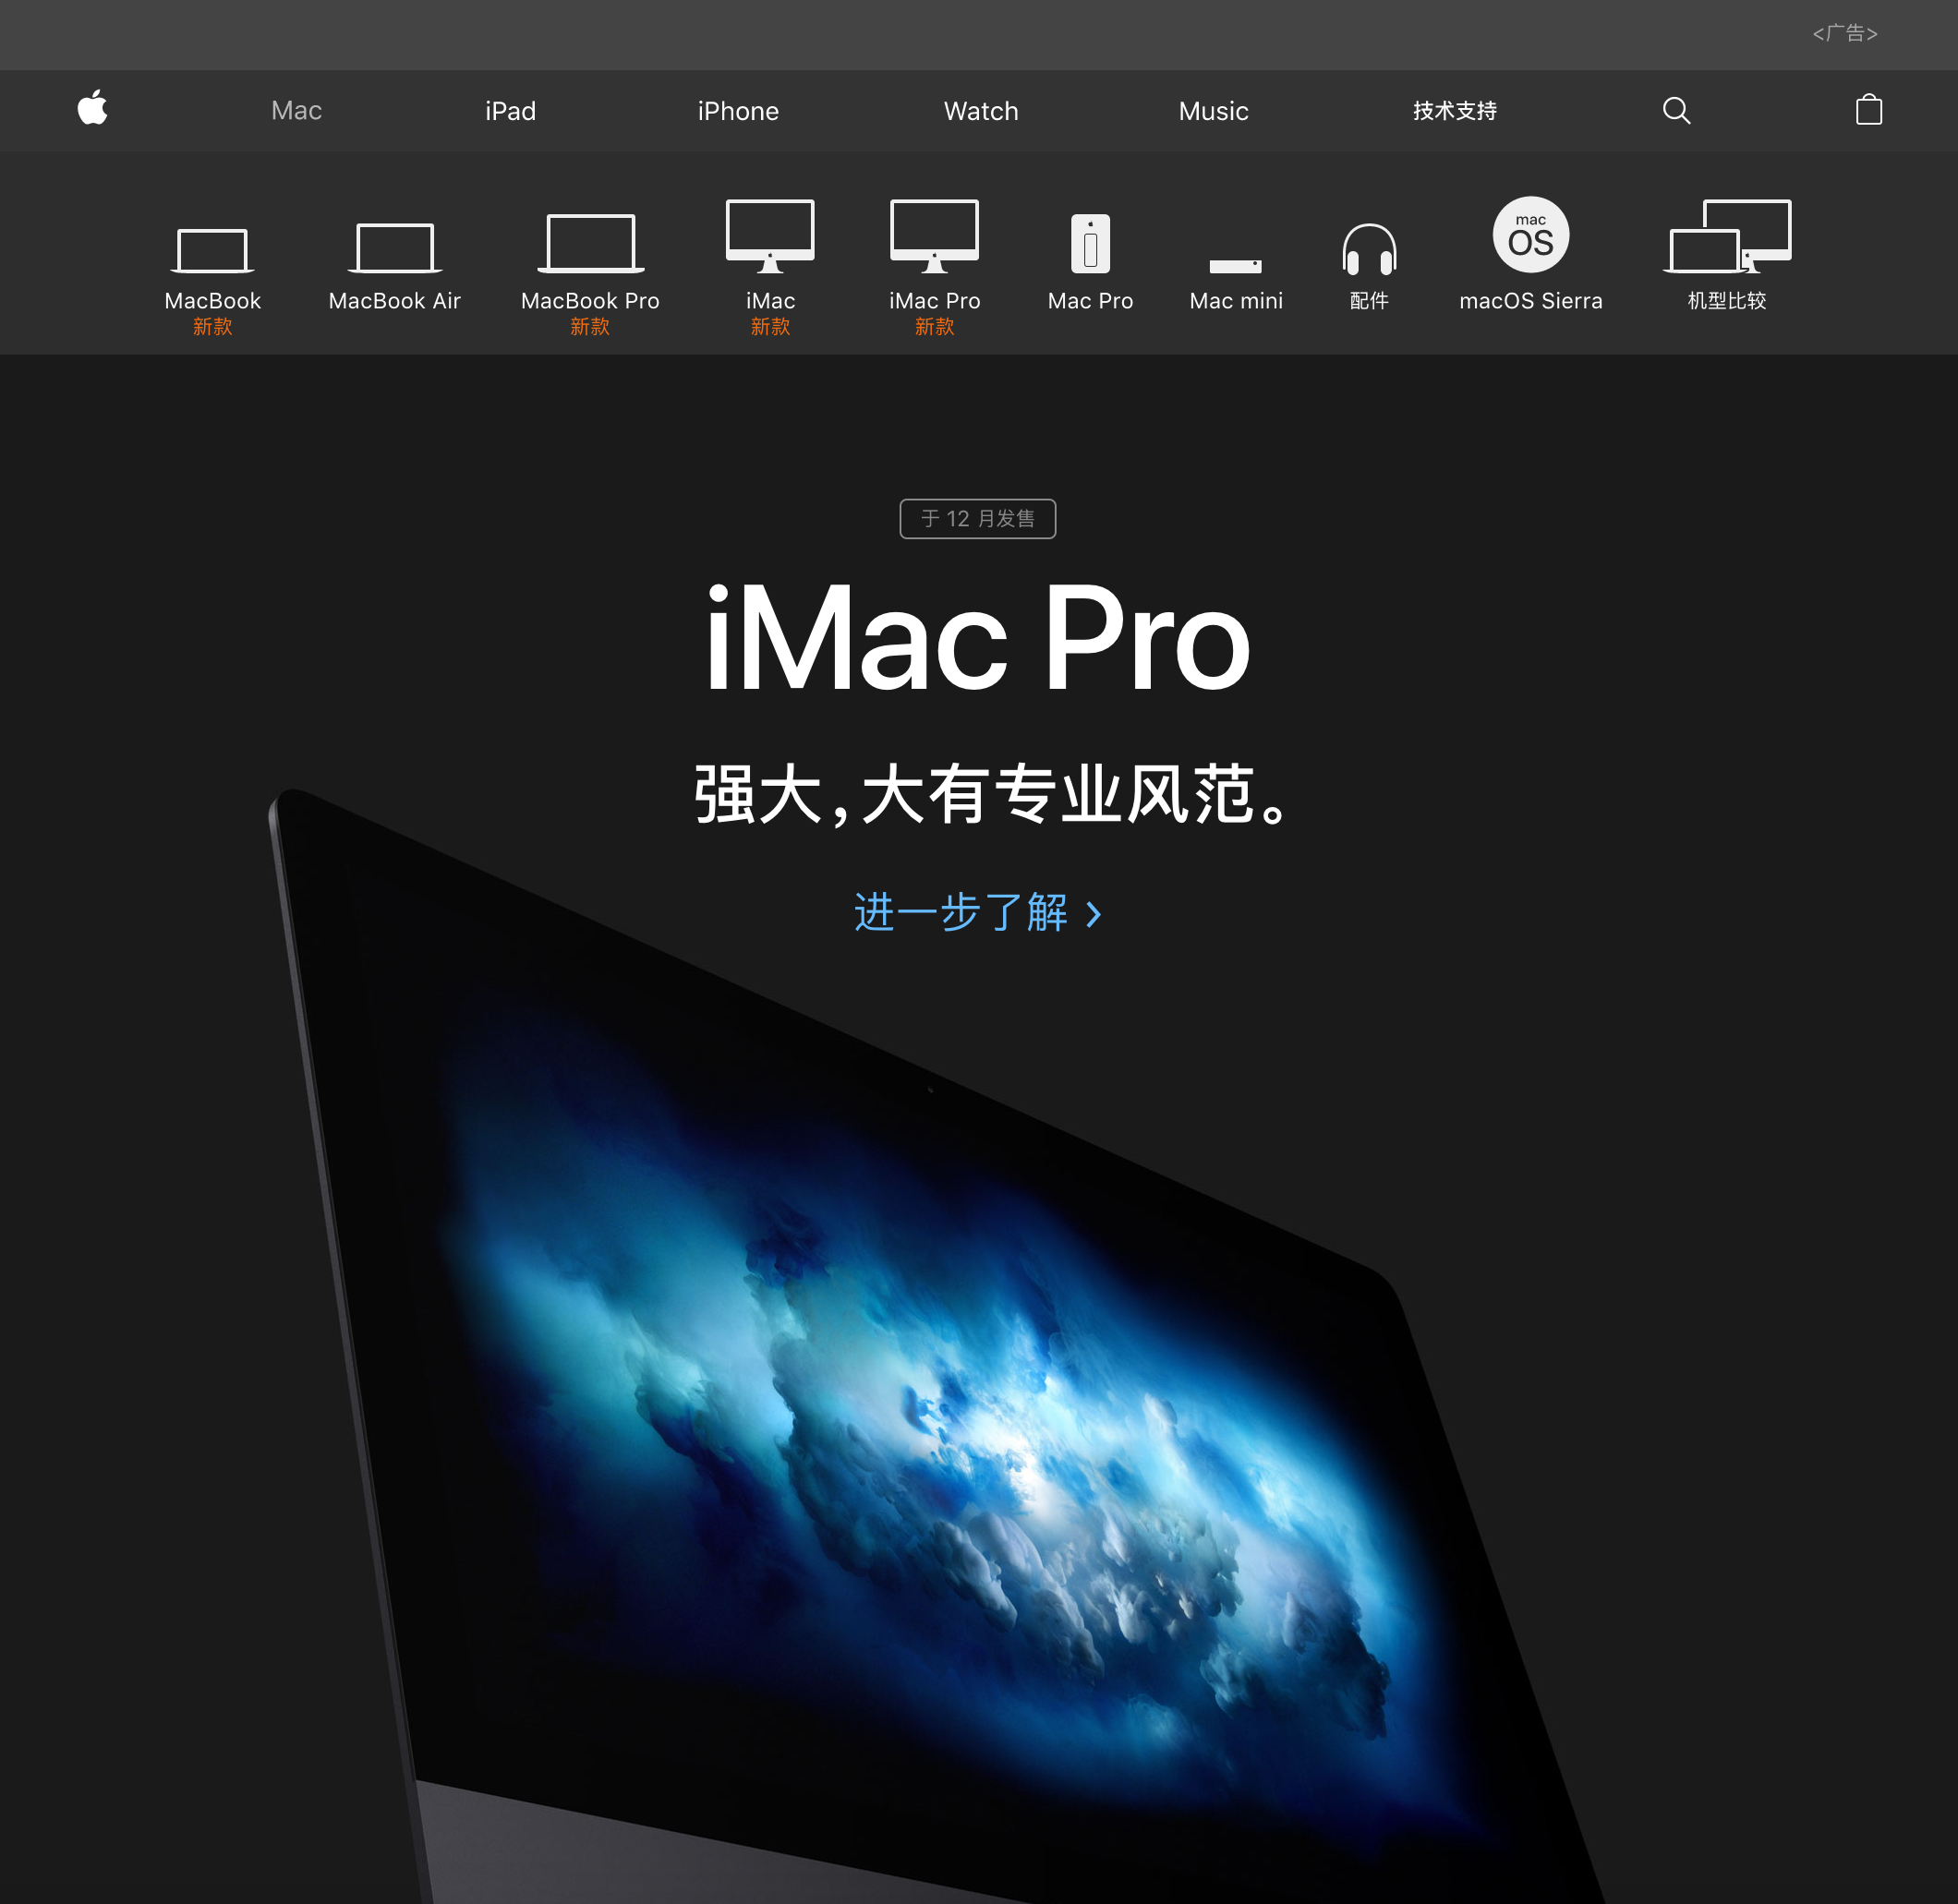 <广告>
Mac iPad iPhone Watch Music 技术支持
mac
OS
MacBook MacBook Air MacBook Pro iMac iMac Pro Mac Pro Mac mini 配件 macOS Sierra 机型比较
新款 新款 新款 新款
于 12 月发售
iMac Pro
强大，大有专业风范。
进一步了解 >